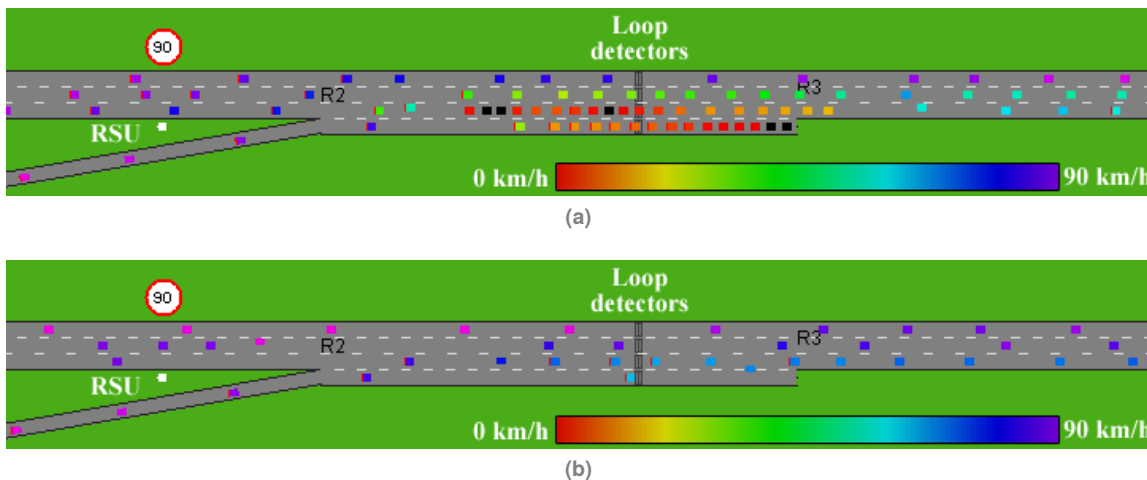 90
Loop
detectors
R2
R3
RSU
0 km/h
90 km/h
(a)
90
Loop
detectors
R2
R3
RSU
0 km/h
90 km/h
(b)